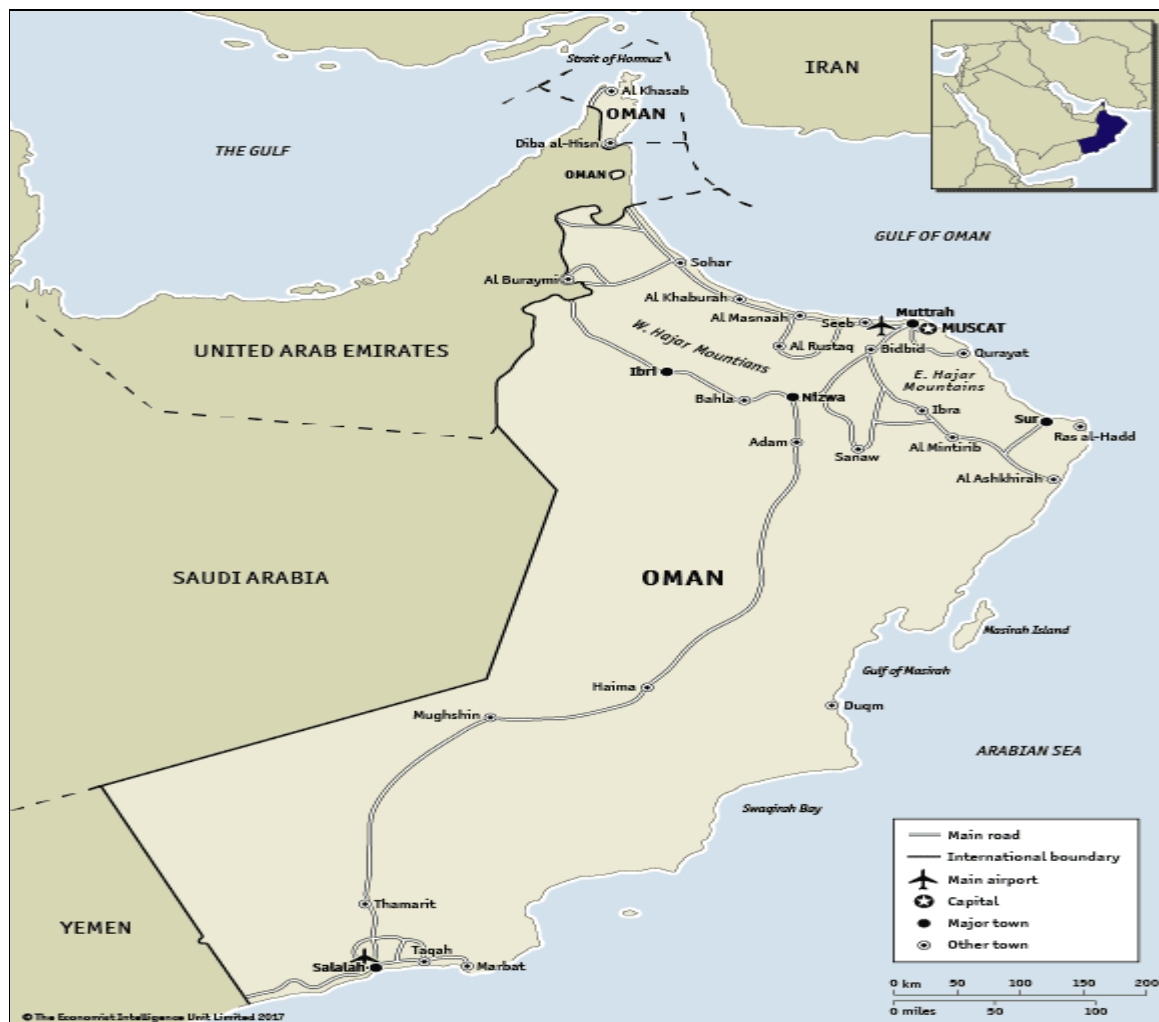 Strait of Hormuz
IRAN
Al Khasab
OMAN
THE GULF
Diba al-Hisn
OMAN
GULF OF OMAN
Sohar
Al Buraymi
Al Khaburah
Al Masnaah
Seeb
Muttrah
MUSCAT
UNITED ARAB EMIRATES
W. Hajar Mountians
Al Rustaq
Bidbid
Qurayat
Ibri
E. Hajar
Mountains
Bahla
Nizwa
Ibra
Sur
Ras al-Hadd
Adam
Sanaw
Al Mintirib
Al Ashkhirah
SAUDI ARABIA
OMAN
Masirah Island
Gulf of Masirah
Haima
Duqm
Mughshin
ARABIAN SEA
Swaqirah Bay
Main road
International boundary
Main airport
Capital
Major town
Other town
Thamarit
YEMEN
Taqah
Salalah
Marbat
0 km 50 100 150 200
0 miles 50 100
© The Economist Intelligence Unit Limited 2017